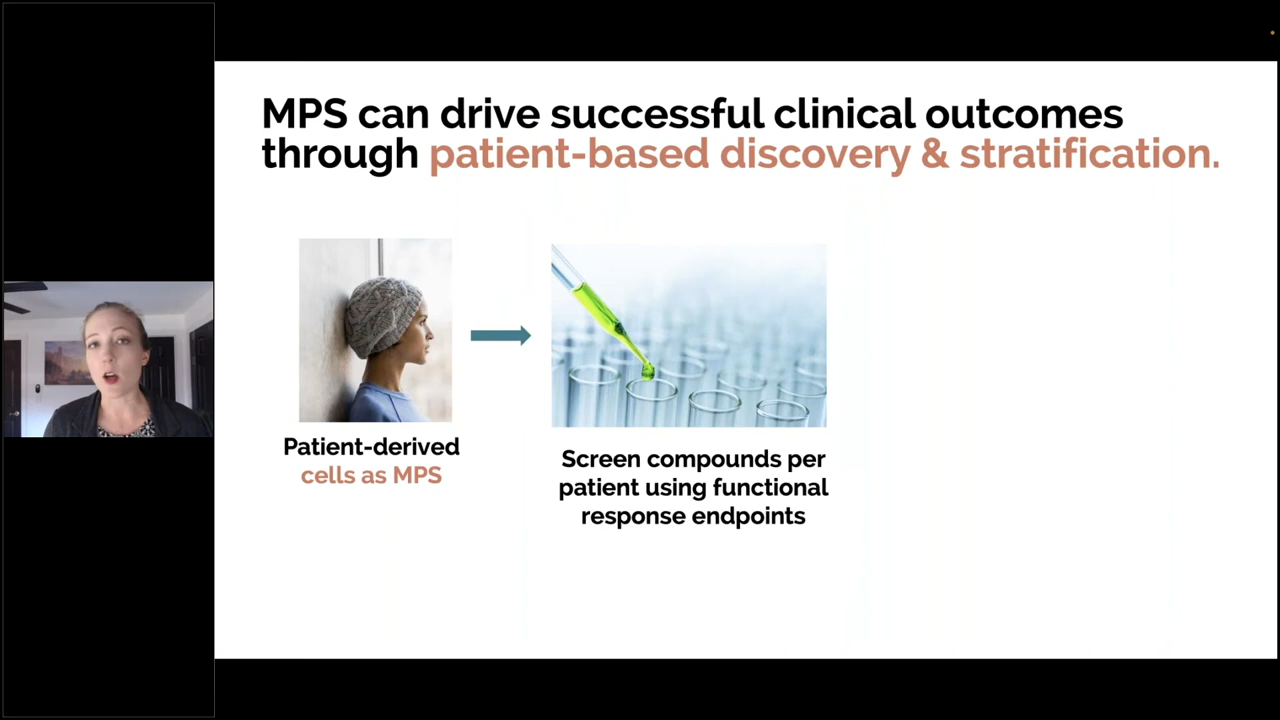 MPS can drive successful clinical outcomes
through patient-based discovery & stratification.
Patient-derived
cells as MPS
Screen compounds per
patient using functional
response endpoints